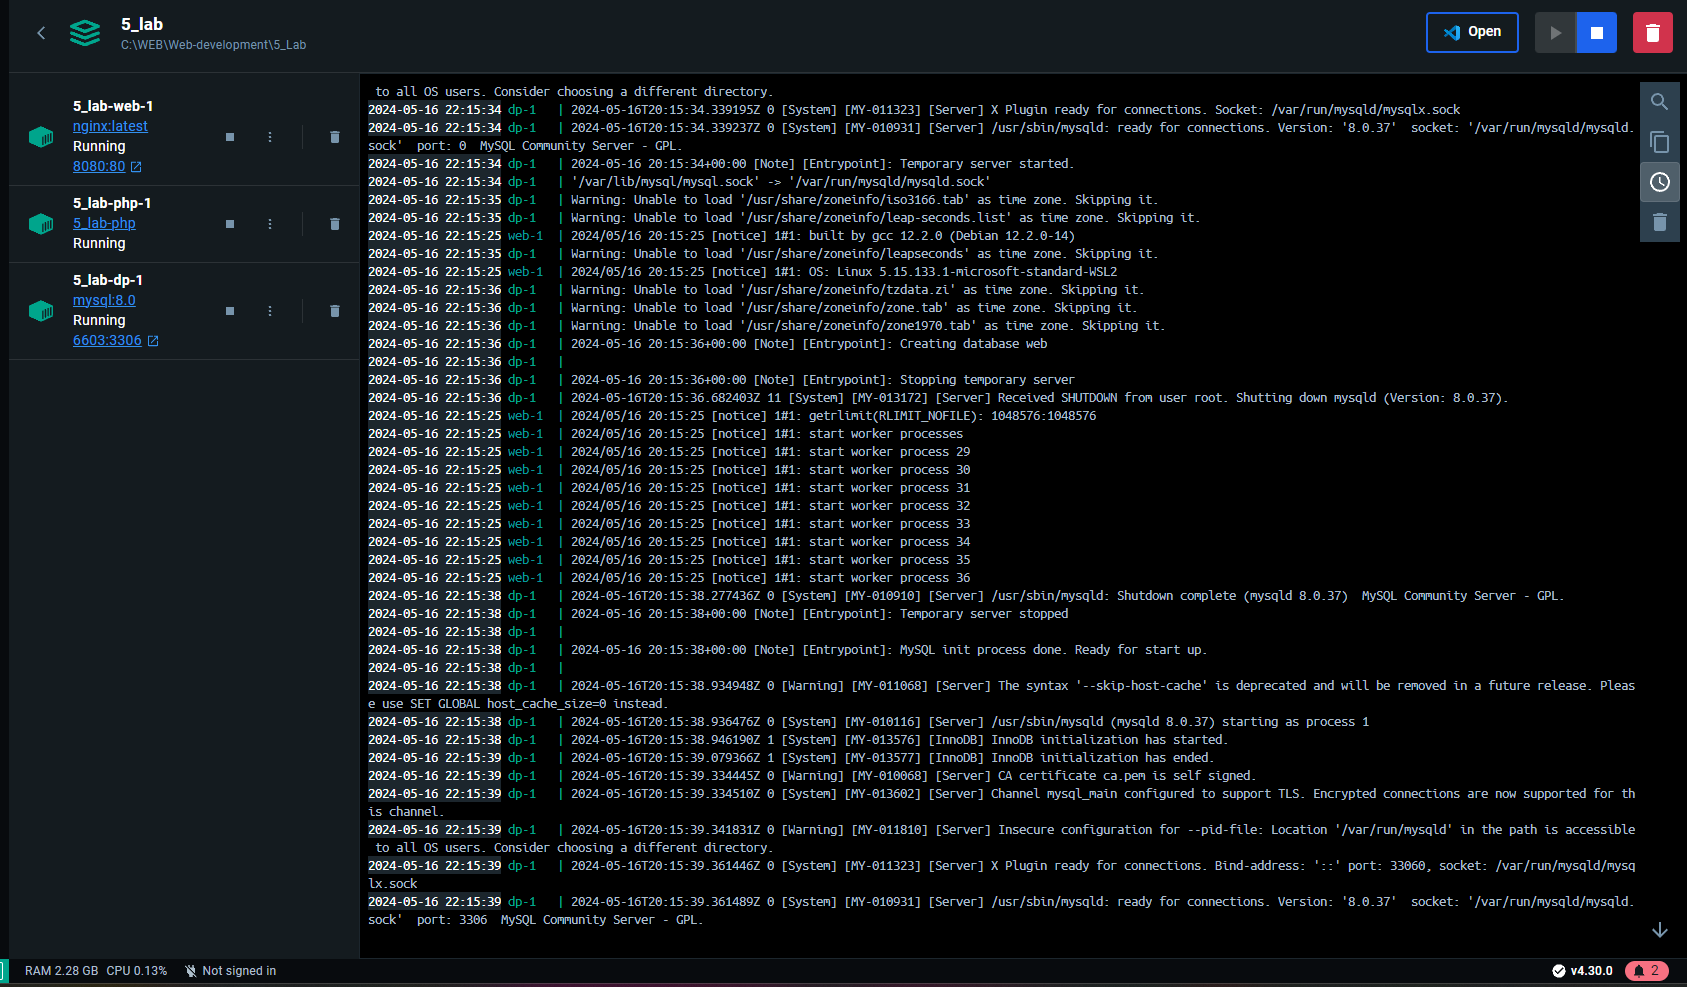 5_lab
C:\WEB\Web-development\5_Lab
Open
5_lab-web-1
nginx:latest
Running
8080:80
5_lab-php-1
5_lab-php
Running
5_lab-dp-1
mysql:8.0
Running
6603:3306
to all OS users. Consider choosing a different directory.
2024-05-16 22:15:34 dp-1 | 2024-05-16T20:15:34.339195Z 0 [System] [MY-011323] [Server] X Plugin ready for connections. Socket: /var/run/mysqld/mysqlx.sock
2024-05-16 22:15:34 dp-1 | 2024-05-16T20:15:34.339237Z 0 [System] [MY-010931] [Server] /usr/sbin/mysqld: ready for connections. Version: '8.0.37' socket: '/var/run/mysqld/mysqld.
sock' port: 0 MySQL Community Server - GPL.
2024-05-16 22:15:34 dp-1 | 2024-05-16 20:15:34+00:00 [Note] [Entrypoint]: Temporary server started.
2024-05-16 22:15:34 dp-1 | '/var/lib/mysql/mysql.sock' -> '/var/run/mysqld/mysqld.sock'
2024-05-16 22:15:34 dp-1 | Warning: Unable to load '/usr/share/zoneinfo/iso3166.tab' as time zone. Skipping it.
2024-05-16 22:15:34 dp-1 | Warning: Unable to load '/usr/share/zoneinfo/leap-seconds.list' as time zone. Skipping it.
2024-05-16 22:15:25 web-1 | 2024/05/16 20:15:25 [notice] 1#1: built by gcc 12.2.0 (Debian 12.2.0-14)
2024-05-16 22:15:35 dp-1 | Warning: Unable to load '/usr/share/zoneinfo/leapseconds' as time zone. Skipping it.
2024-05-16 22:15:25 web-1 | 2024/05/16 20:15:25 [notice] 1#1: OS: Linux 5.15.133.1-microsoft-standard-WSL2
2024-05-16 22:15:36 dp-1 | Warning: Unable to load '/usr/share/zoneinfo/tzdata.zi' as time zone. Skipping it.
2024-05-16 22:15:36 dp-1 | Warning: Unable to load '/usr/share/zoneinfo/zone.tab' as time zone. Skipping it.
2024-05-16 22:15:36 dp-1 | Warning: Unable to load '/usr/share/zoneinfo/zone1970.tab' as time zone. Skipping it.
2024-05-16 22:15:36 dp-1 | 2024-05-16 20:15:36+00:00 [Note] [Entrypoint]: Creating database web
2024-05-16 22:15:36 dp-1 |
2024-05-16 22:15:36 dp-1 | 2024-05-16 20:15:36+00:00 [Note] [Entrypoint]: Stopping temporary server
2024-05-16 22:15:36 dp-1 | 2024-05-16T20:15:36.682403Z 11 [System] [MY-013172] [Server] Received SHUTDOWN from user root. Shutting down mysqld (Version: 8.0.37).
2024-05-16 22:15:25 web-1 | 2024/05/16 20:15:25 [notice] 1#1: getrlimit(RLIMIT_NOFILE): 1048576:1048576
2024-05-16 22:15:25 web-1 | 2024/05/16 20:15:25 [notice] 1#1: start worker processes
2024-05-16 22:15:25 web-1 | 2024/05/16 20:15:25 [notice] 1#1: start worker process 29
2024-05-16 22:15:25 web-1 | 2024/05/16 20:15:25 [notice] 1#1: start worker process 30
2024-05-16 22:15:25 web-1 | 2024/05/16 20:15:25 [notice] 1#1: start worker process 31
2024-05-16 22:15:25 web-1 | 2024/05/16 20:15:25 [notice] 1#1: start worker process 32
2024-05-16 22:15:25 web-1 | 2024/05/16 20:15:25 [notice] 1#1: start worker process 33
2024-05-16 22:15:25 web-1 | 2024/05/16 20:15:25 [notice] 1#1: start worker process 34
2024-05-16 22:15:25 web-1 | 2024/05/16 20:15:25 [notice] 1#1: start worker process 35
2024-05-16 22:15:25 web-1 | 2024/05/16 20:15:25 [notice] 1#1: start worker process 36
2024-05-16 22:15:38 dp-1 | 2024-05-16T20:15:38.277436Z 0 [System] [MY-010910] [Server] /usr/sbin/mysqld: Shutdown complete (mysqld 8.0.37) MySQL Community Server - GPL.
2024-05-16 22:15:38 dp-1 | 2024-05-16 20:15:38+00:00 [Note] [Entrypoint]: Temporary server stopped
2024-05-16 22:15:38 dp-1 |
2024-05-16 22:15:38 dp-1 | 2024-05-16 20:15:38+00:00 [Note] [Entrypoint]: MySQL init process done. Ready for start up.
2024-05-16 22:15:38 dp-1 |
2024-05-16 22:15:38 dp-1 | 2024-05-16T20:15:38.934948Z 0 [Warning] [MY-011068] [Server] The syntax '--skip-host-cache' is deprecated and will be removed in a future release. Pleas
e use SET GLOBAL host_cache_size=0 instead.
2024-05-16 22:15:38 dp-1 | 2024-05-16T20:15:38.936476Z 0 [System] [MY-010116] [Server] /usr/sbin/mysqld (mysqld 8.0.37) starting as process 1
2024-05-16 22:15:38 dp-1 | 2024-05-16T20:15:38.946190Z 1 [System] [MY-013576] [InnoDB] InnoDB initialization has started.
2024-05-16 22:15:39 dp-1 | 2024-05-16T20:15:39.079366Z 1 [System] [MY-013577] [InnoDB] InnoDB initialization has ended.
2024-05-16 22:15:39 dp-1 | 2024-05-16T20:15:39.334445Z 0 [Warning] [MY-010068] [Server] CA certificate ca.pem is self signed.
2024-05-16 22:15:39 dp-1 | 2024-05-16T20:15:39.334510Z 0 [System] [MY-013602] [Server] Channel mysql_main configured to support TLS. Encrypted connections are now supported for th
is channel.
2024-05-16 22:15:39 dp-1 | 2024-05-16T20:15:39.341831Z 0 [Warning] [MY-011810] [Server] Insecure configuration for --pid-file: Location '/var/run/mysqld' in the path is accessible
to all OS users. Consider choosing a different directory.
2024-05-16 22:15:39 dp-1 | 2024-05-16T20:15:39.361446Z 0 [System] [MY-011323] [Server] X Plugin ready for connections. Bind-address: '::' port: 33060, socket: /var/run/mysqld/mysq
lx.sock
2024-05-16 22:15:39 dp-1 | 2024-05-16T20:15:39.361489Z 0 [System] [MY-010931] [Server] /usr/sbin/mysqld: ready for connections. Version: '8.0.37' socket: '/var/run/mysqld/mysqld.
sock' port: 3306 MySQL Community Server - GPL.
RAM 2.28 GB CPU 0.13% Not signed in
v4.30.0 2